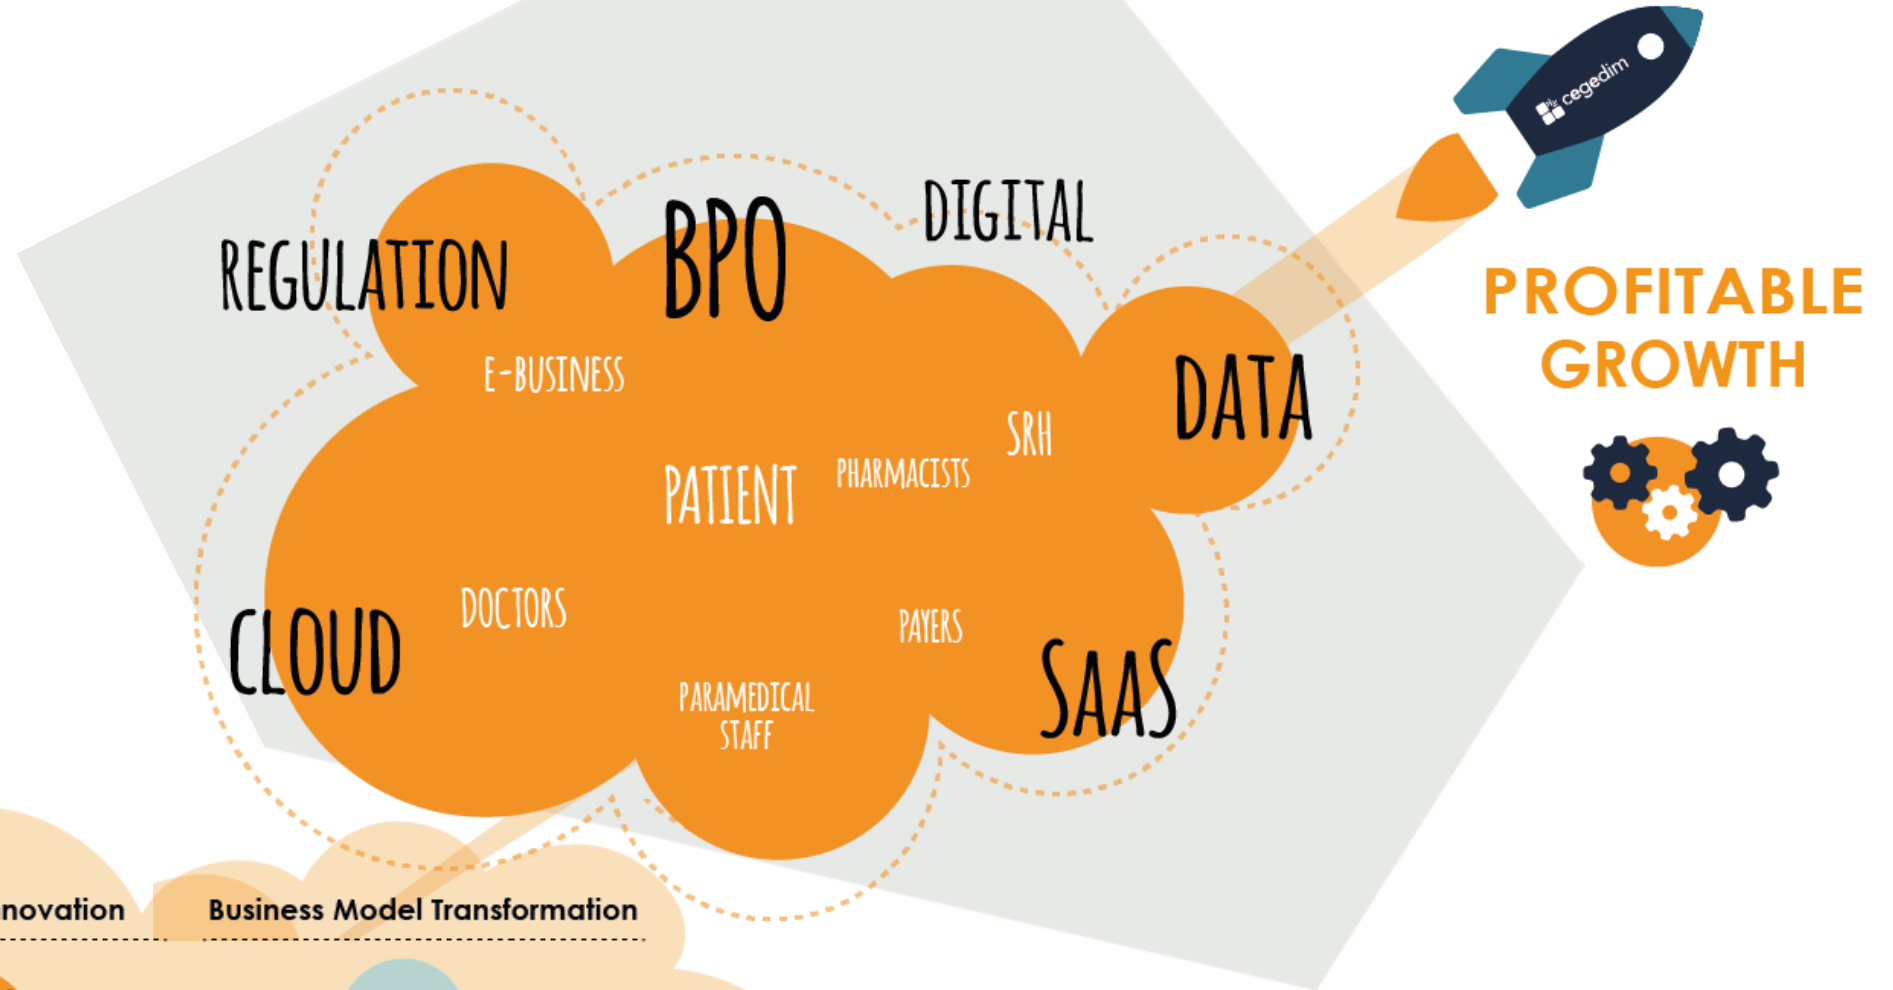 cegedim
DIGITAL
BPO
REGULATION
PROFITABLE
GROWTH
E-BUSINESS
DATA
SRH
PHARMACISTS
PATIENT
DOCTORS
PAYERS
CLOUD
SAAS
PARAMEDICAL
STAFF
novation
Business Model Transformation